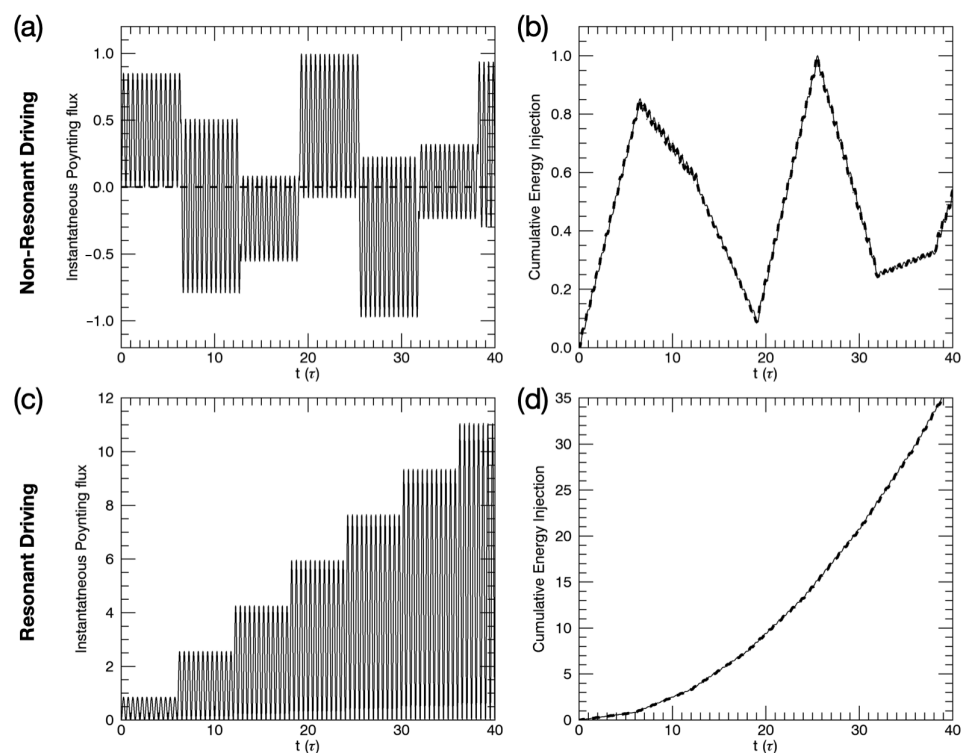 (a)
Non-Resonant Driving
Instantatneous Poynting flux
1.0
0.5
0.0
−0.5
−1.0
0 10 20 30 40
t (τ)
(b)
Cumulative Energy Injection
1.0
0.8
0.6
0.4
0.2
0.0
0 10 20 30 40
t (τ)
(c)
Resonant Driving
Instantatneous Poynting flux
12
10
8
6
4
2
0
0 10 20 30 40
t (τ)
(d)
Cumulative Energy Injection
35
30
25
20
15
10
5
0
0 10 20 30 40
t (τ)